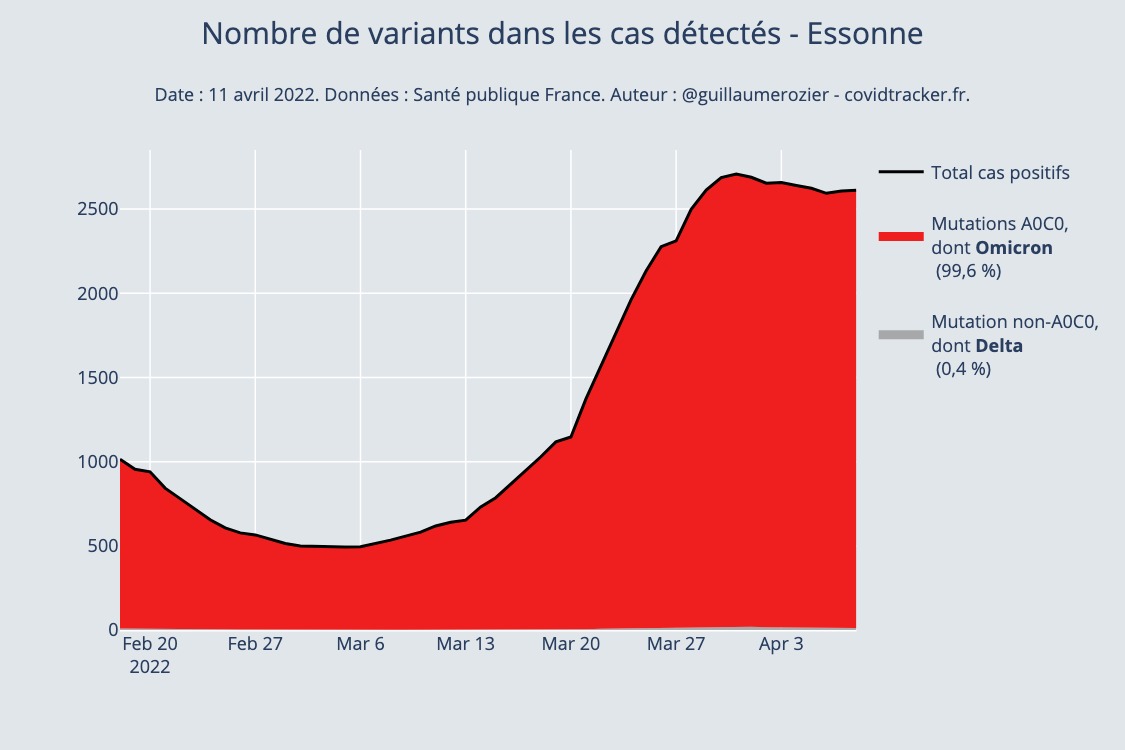 Nombre de variants dans les cas détectés - Essonne
Date : 11 avril 2022. Données : Santé publique France. Auteur : @guillaumerozier - covidtracker.fr.
Total cas positifs
Mutations A0C0,
dont Omicron
(99,6 %)
Mutation non-A0C0,
dont Delta
(0,4 %)
2500
2000
1500
1000
500
0
Feb 20 Feb 27 Mar 6 Mar 13 Mar 20 Mar 27 Apr 3
2022